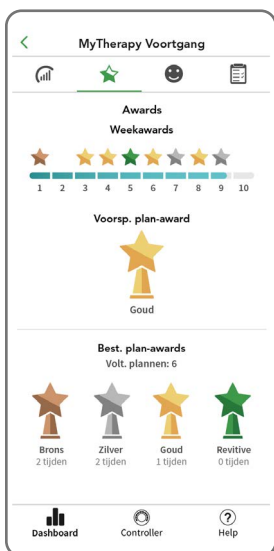 MyTherapy Voortgang
Awards
Weekawards
1 2 3 4 5 6 7 8 9 10
Voorsp. plan-award
Goud
Best. plan-awards
Volt. plannen: 6
Brons Zilver Goud Revitive
2 tijden 2 tijden 1 tijden 0 tijden
Dashboard Controller Help